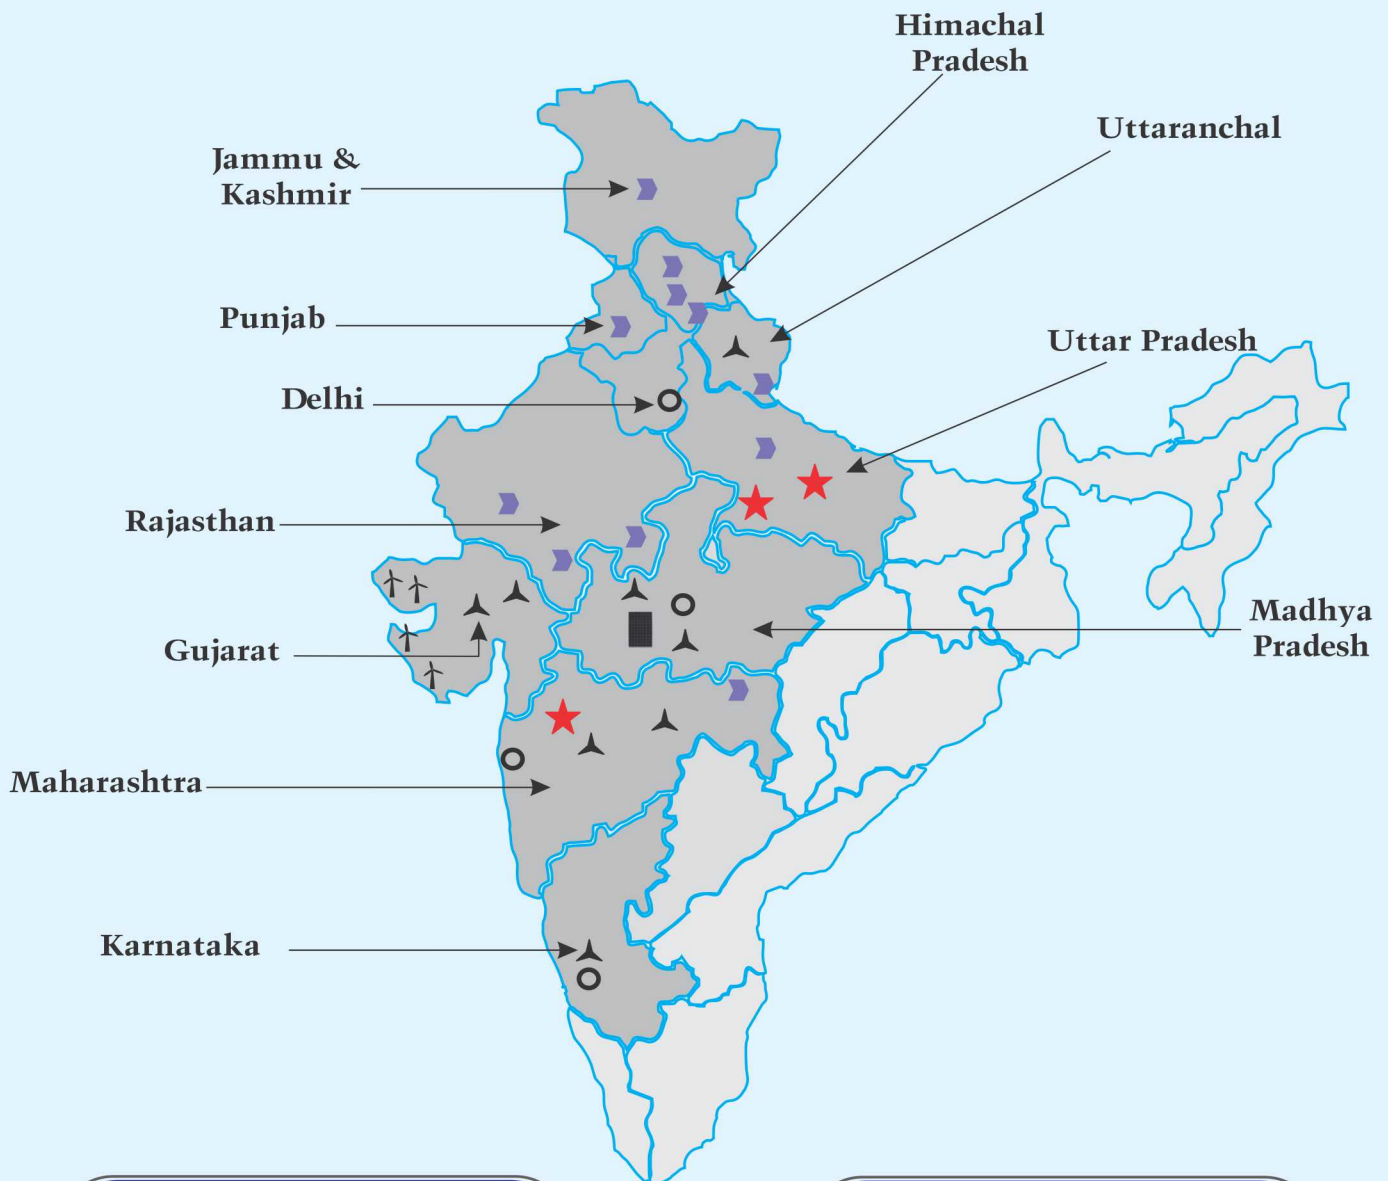 Himachal
Pradesh
Uttaranchal
Jammu &
Kashmir
Punjab
Uttar Pradesh
Delhi
Rajasthan
Madhya
Pradesh
Gujarat
Maharashtra
Karnataka